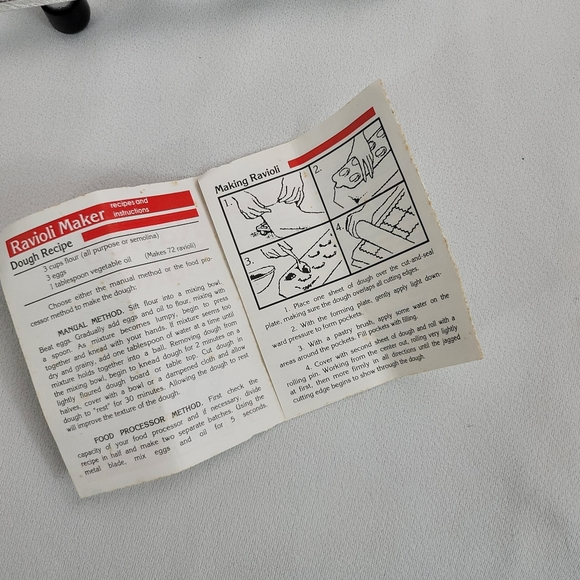 Ravioli Maker recipes and
instructions
Dough Recipe
3 cups flour (all purpose or semolina)
3 eggs
1 tablespoon vegetable oil (Makes 72 ravioli)
Choose either the manual method or the food pro-
cessor method to make the dough:
MANUAL METHOD. Sift flour into a mixing bowl.
Beat eggs. Gradually add eggs and oil to flour, mixing with
a spoon. As mixture becomes lumpy, begin to press
together and knead with your hands. If mixture seems too
dry and grainy, add one tablespoon of water at a time until
mixture holds together into a ball. Removing dough from
the mixing bowl, begin to knead dough for 2 minutes on a
lightly floured dough board or table top. Cut dough in
halves, cover with a bowl or a dampened cloth and allow
dough to "rest" for 30 minutes. Allowing the dough to rest
will improve the texture of the dough.
FOOD PROCESSOR METHOD. First check the
capacity of your food processor and if necessary, divide
recipe in half and make two separate batches. Using the
metal blade, mix eggs and oil for 5 seconds.
Making Ravioli
2.
3.
4.
1. Place one sheet of dough over the cut-and-seal
plate, making sure the dough overlaps all cutting edges.
2. With the forming plate, gently apply light down-
ward pressure to form pockets.
3. With a pastry brush, apply some water on the
areas around the pockets. Fill pockets with filling.
4. Cover with second sheet of dough and roll with a
rolling pin. Working from the center out, rolling very lightly
at first, then more firmly in all directions until the jagged
cutting edge begins to show through the dough.